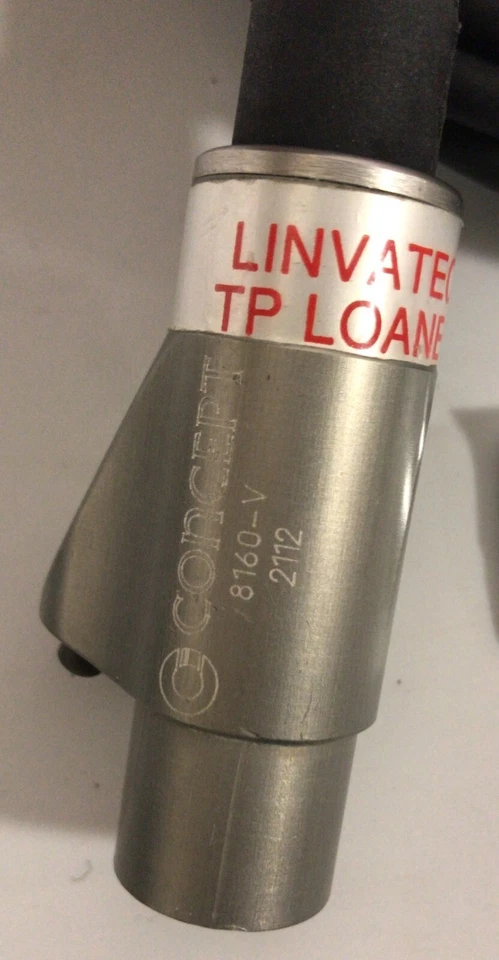 LINVATEC
TP LOANE
CONCEPT
8160-V
2112